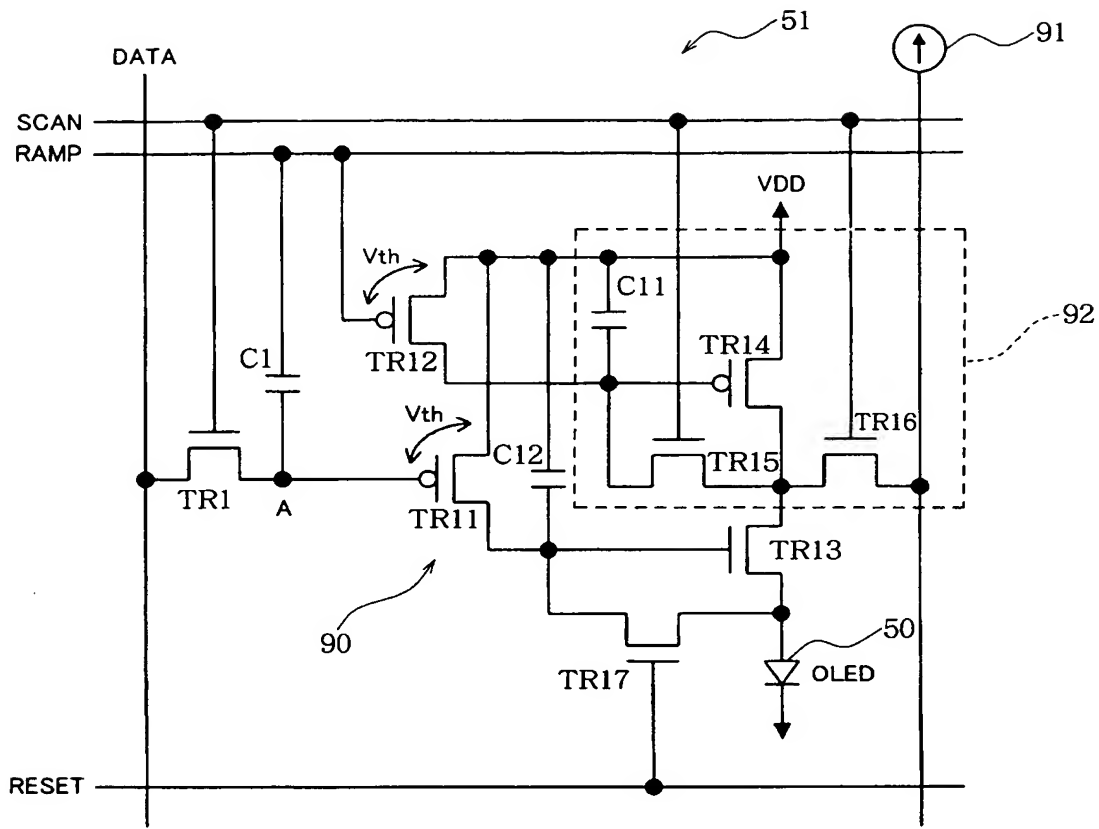 51
91
DATA
SCAN
RAMP
VDD
Vth
C11
92
TR12
TR14
C1
Vth
TR16
C12
TR15
TR1
A
TR11
TR13
90
50
TR17
OLED
RESET